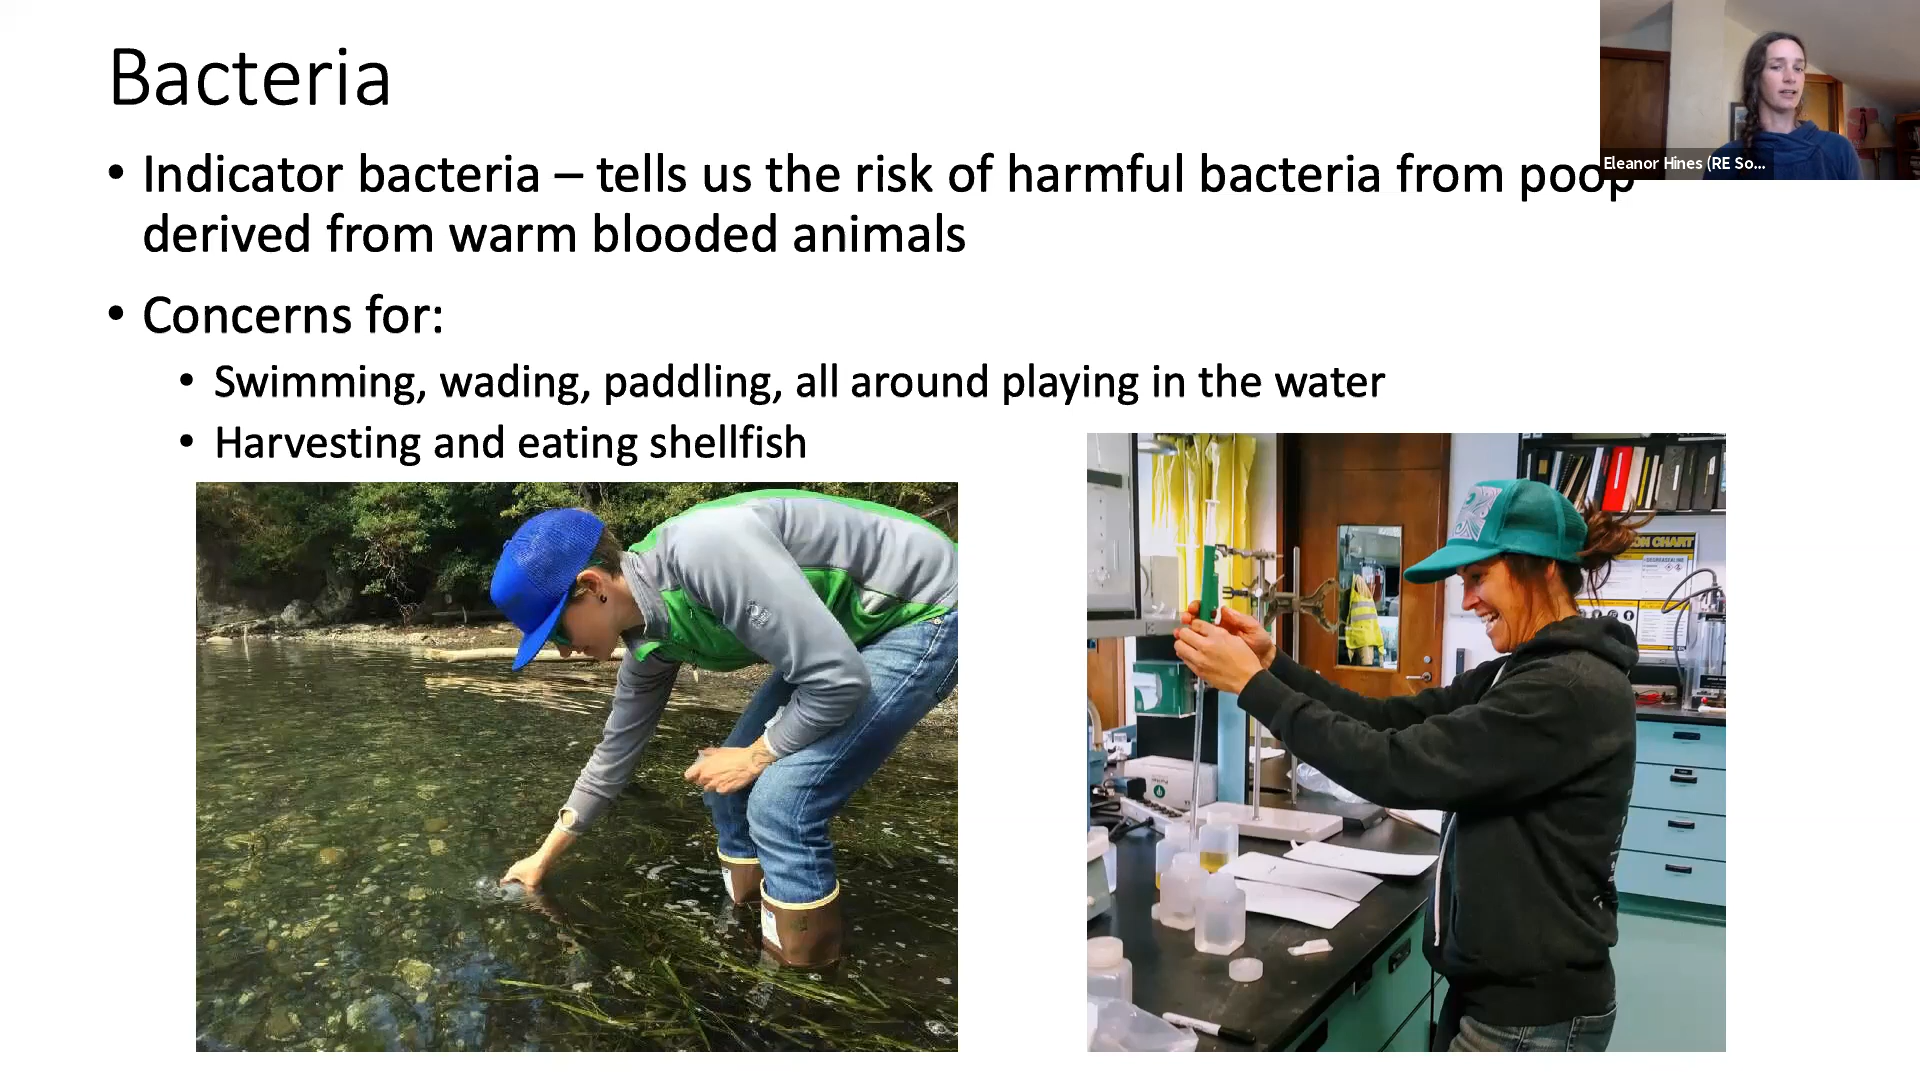 Bacteria
• Indicator bacteria – tells us the risk of harmful bacteria from poop
derived from warm blooded animals
• Concerns for:
• Swimming, wading, paddling, all around playing in the water
• Harvesting and eating shellfish
Eleanor Hines (RE So...